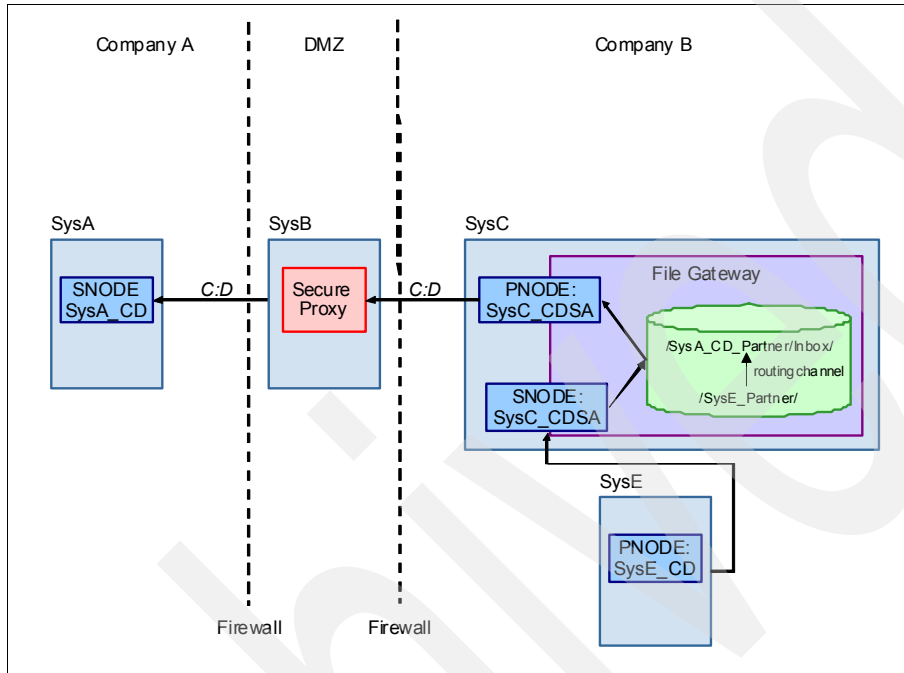 Company A
DMZ
Company B
SysA
SysB
SysC
SNODE
SysA_CD
C:D
Secure
Proxy
C:D
PNODE:
SysC_CDSA
File Gateway
/SysA_CD_Partner/Inbox/
routing channel
/SysE_Partner/
SNODE:
SysC_CDSA
SysE
PNODE:
SysE_CD
Firewall
Firewall